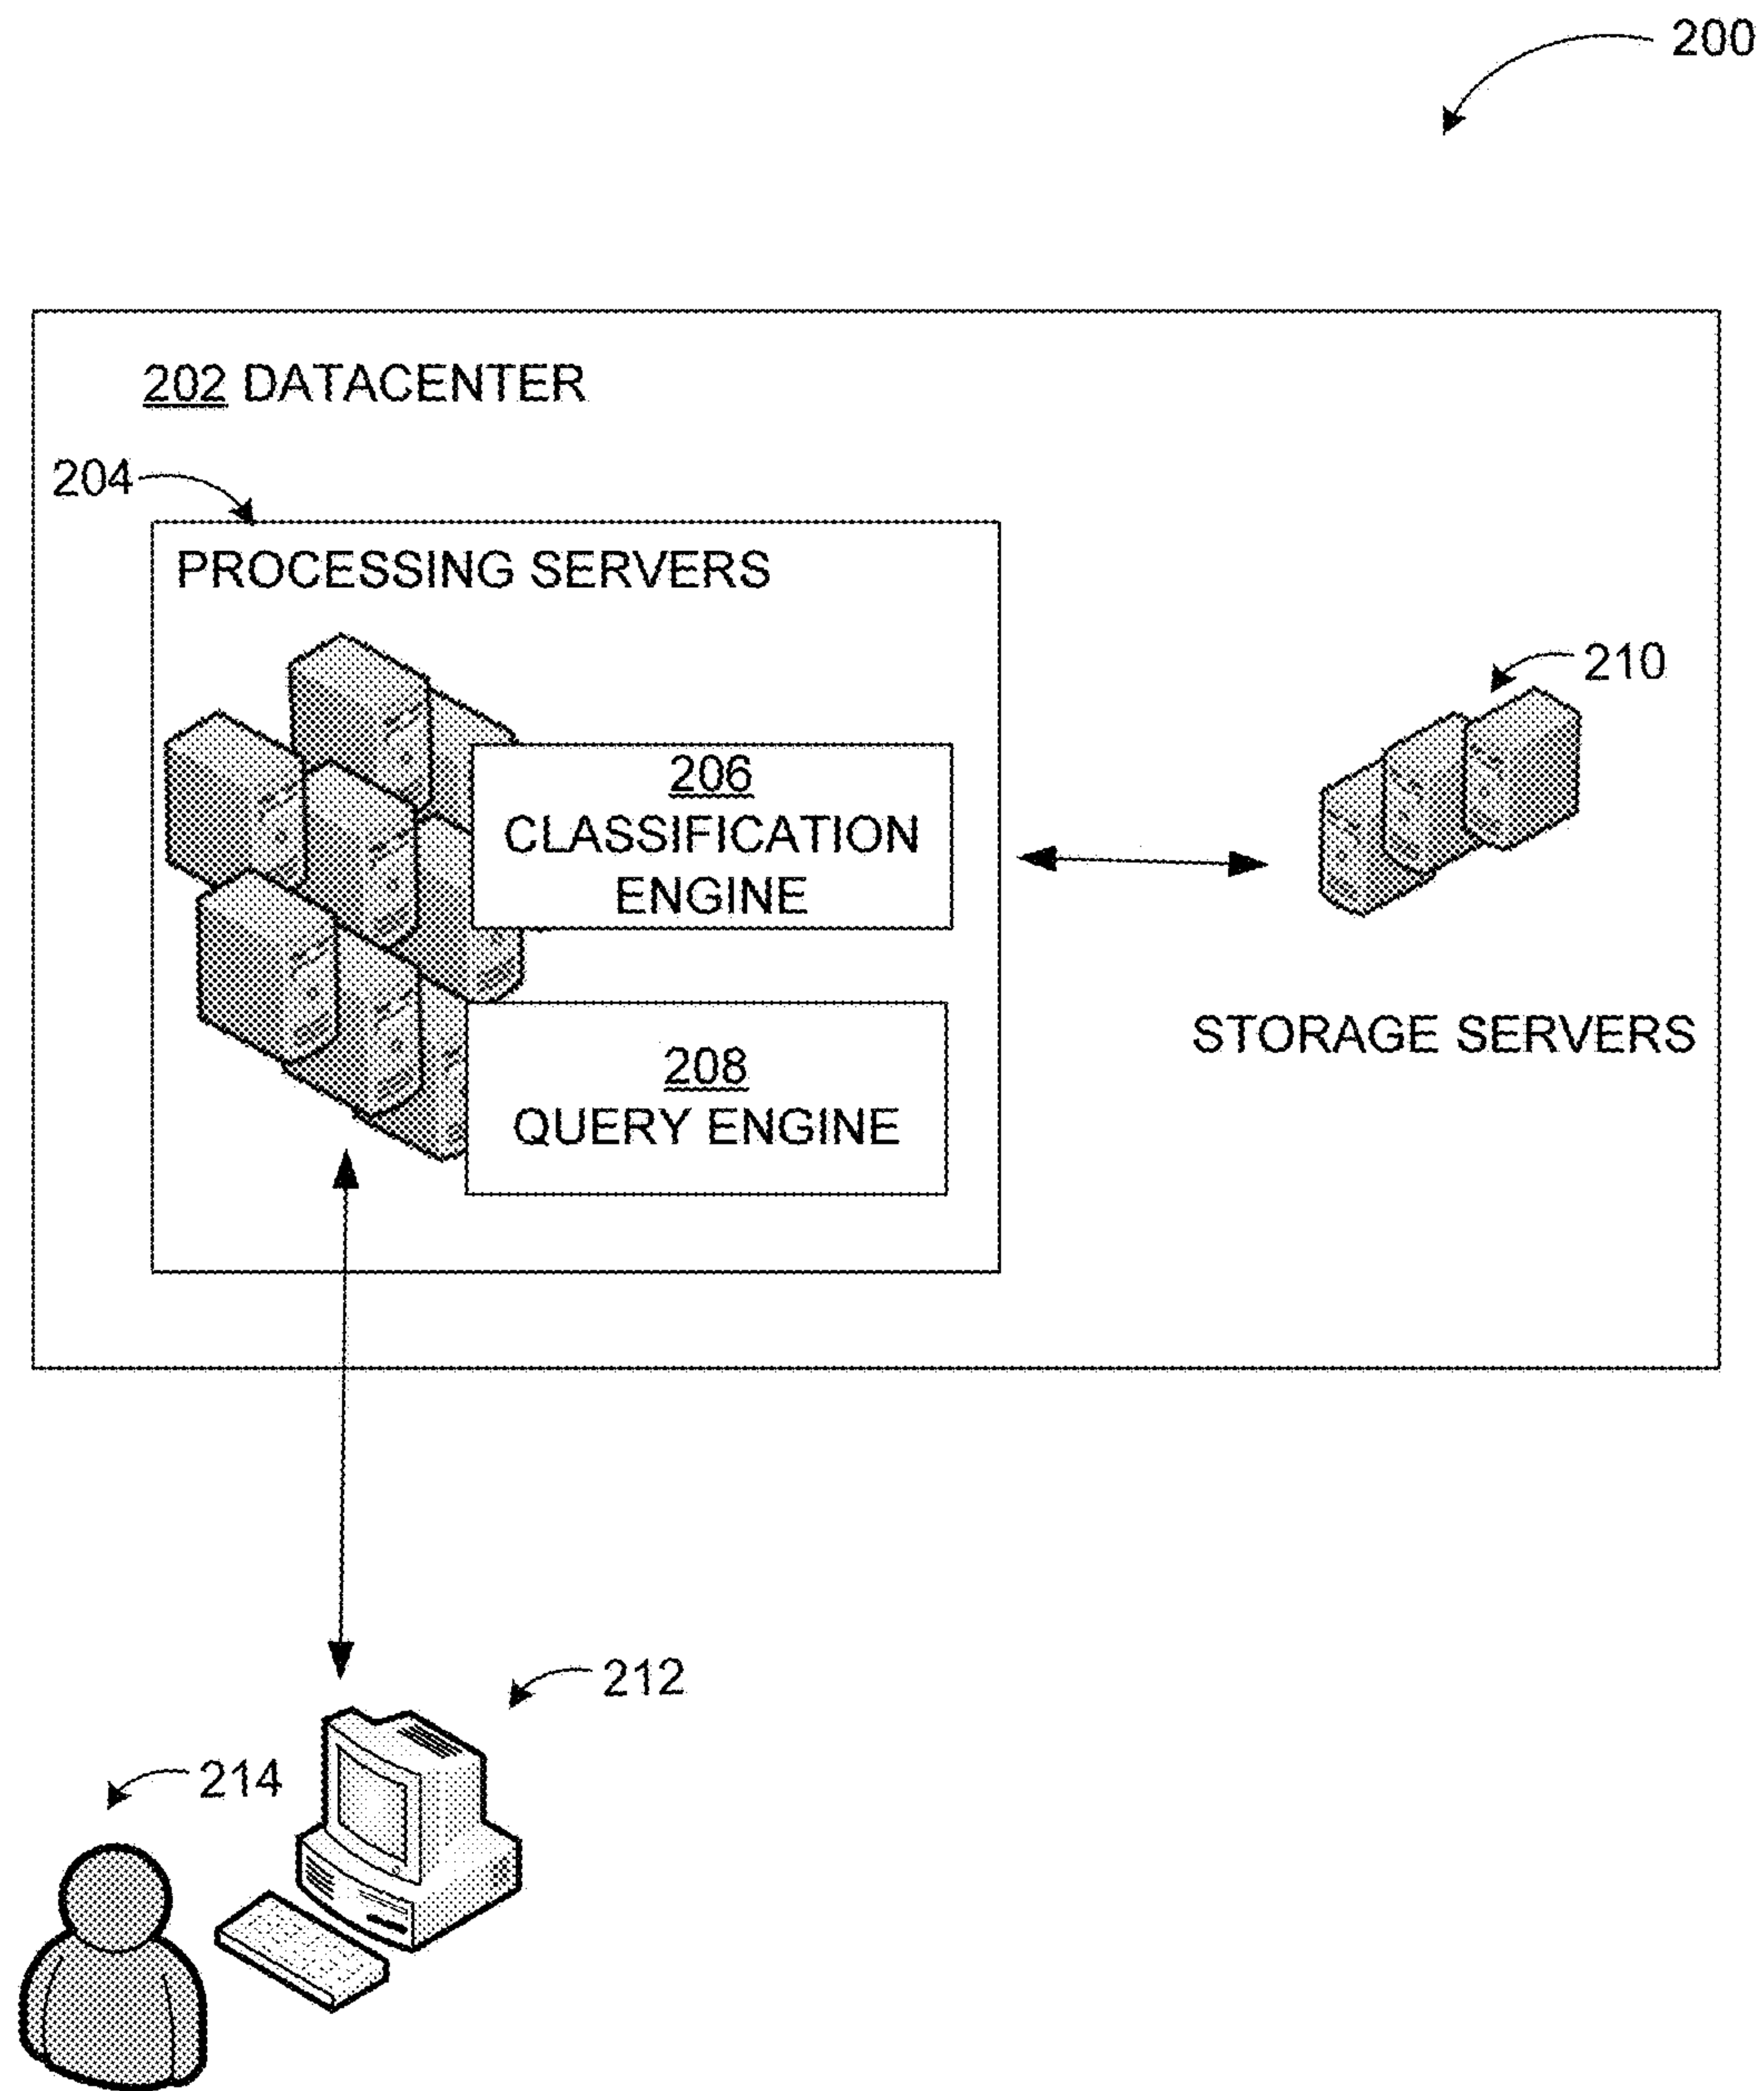 200
202 DATACENTER
204
PROCESSING SERVERS
206
CLASSIFICATION
ENGINE
210
STORAGE SERVERS
208
QUERY ENGINE
212
214